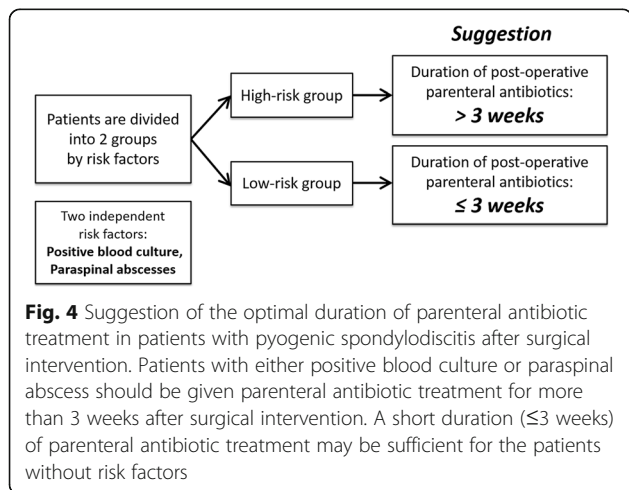 Suggestion
Patients are divided
into 2 groups
by risk factors
High-risk group
Duration of post-operative
parenteral antibiotics:
> 3 weeks
Low-risk group
Duration of post-operative
parenteral antibiotics:
≤ 3 weeks
Two independent
risk factors:
Positive blood culture,
Paraspinal abscesses
Fig. 4 Suggestion of the optimal duration of parenteral antibiotic
treatment in patients with pyogenic spondylodiscitis after surgical
intervention. Patients with either positive blood culture or paraspinal
abscess should be given parenteral antibiotic treatment for more
than 3 weeks after surgical intervention. A short duration (≤3 weeks)
of parenteral antibiotic treatment may be sufficient for the patients
without risk factors